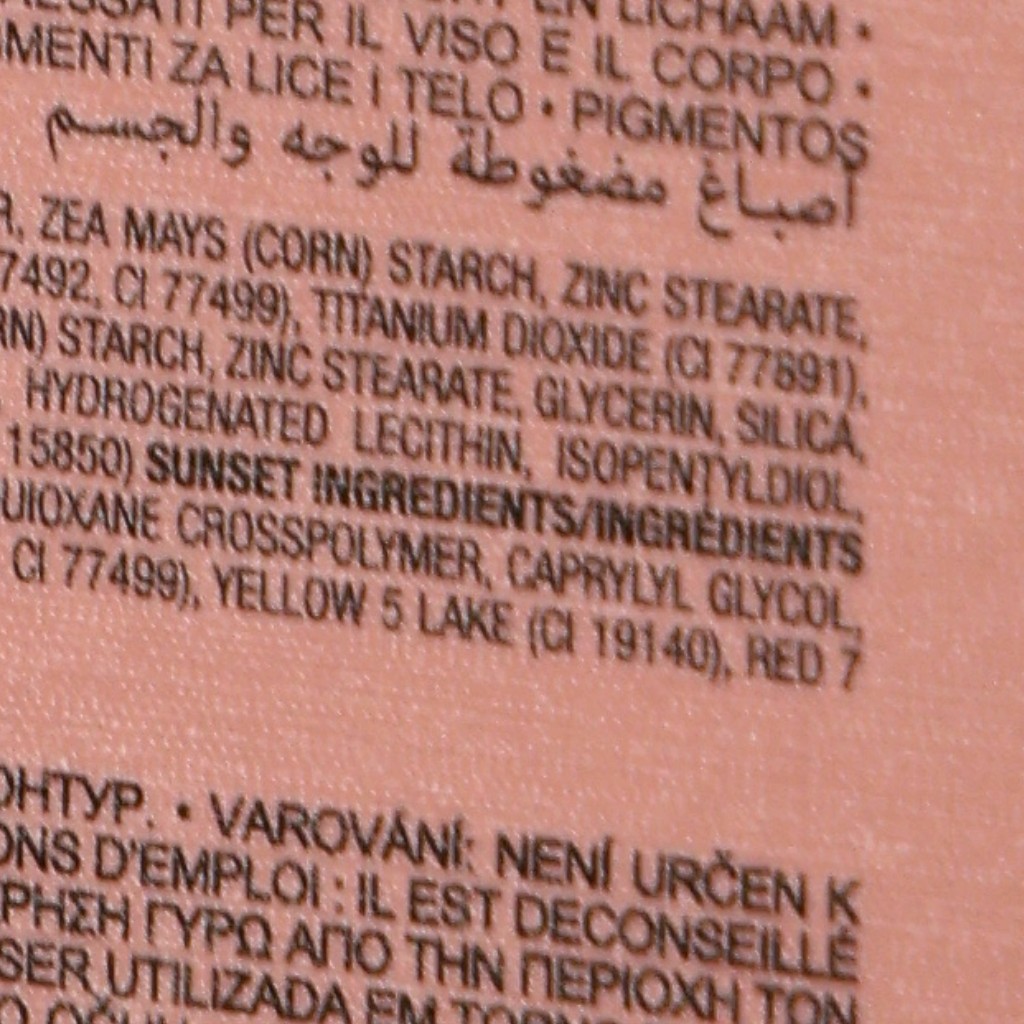 EN LICHAAM •
PER IL VISO E IL CORPO •
ZA LICE I TELO • PIGMENTOS
أصباغ مضغوطة للوجه والجسم
R, ZEA MAYS (CORN) STARCH, ZINC STEARATE,
7492, CI 77499), TITANIUM DIOXIDE (CI 77891),
RN) STARCH, ZINC STEARATE, GLYCERIN, SILICA,
HYDROGENATED LECITHIN, ISOPENTYLDIOL,
15850) SUNSET INGREDIENTS/INGRÉDIENTS
UIOXANE CROSSPOLYMER, CAPRYLYL GLYCOL,
CI 77499), YELLOW 5 LAKE (CI 19140), RED 7
ОНТУР. • VAROVÁNÍ: NENÍ URČEN K
ONS D'EMPLOI : IL EST DECONSEILLÉ
ΡΗΣΗ ΓΥΡΩ ΑΠΟ ΤΗΝ ΠΕΡΙΟΧΗ ΤΩΝ
SER UTILIZADA EM